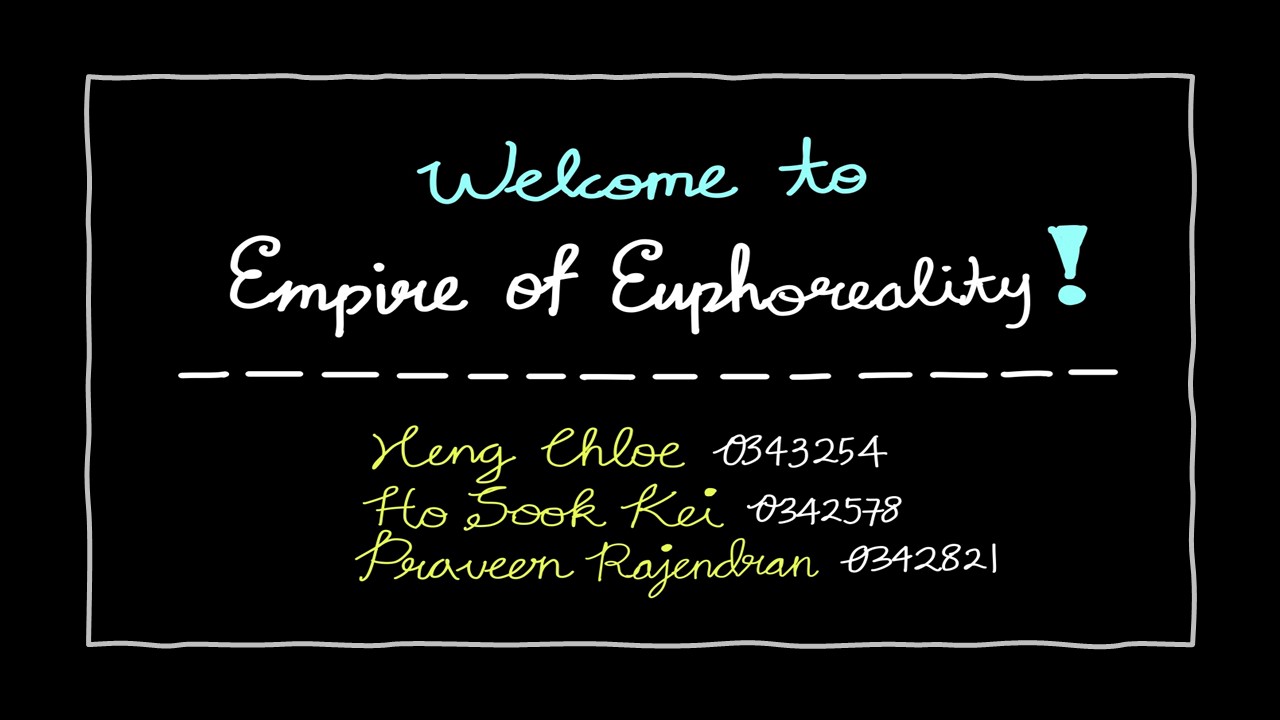 Welcome to
Empire of Euphoreality!
Heng Chloe 0343254
Ho Sook Kei 0342578
Praveen Rajendran 0342821